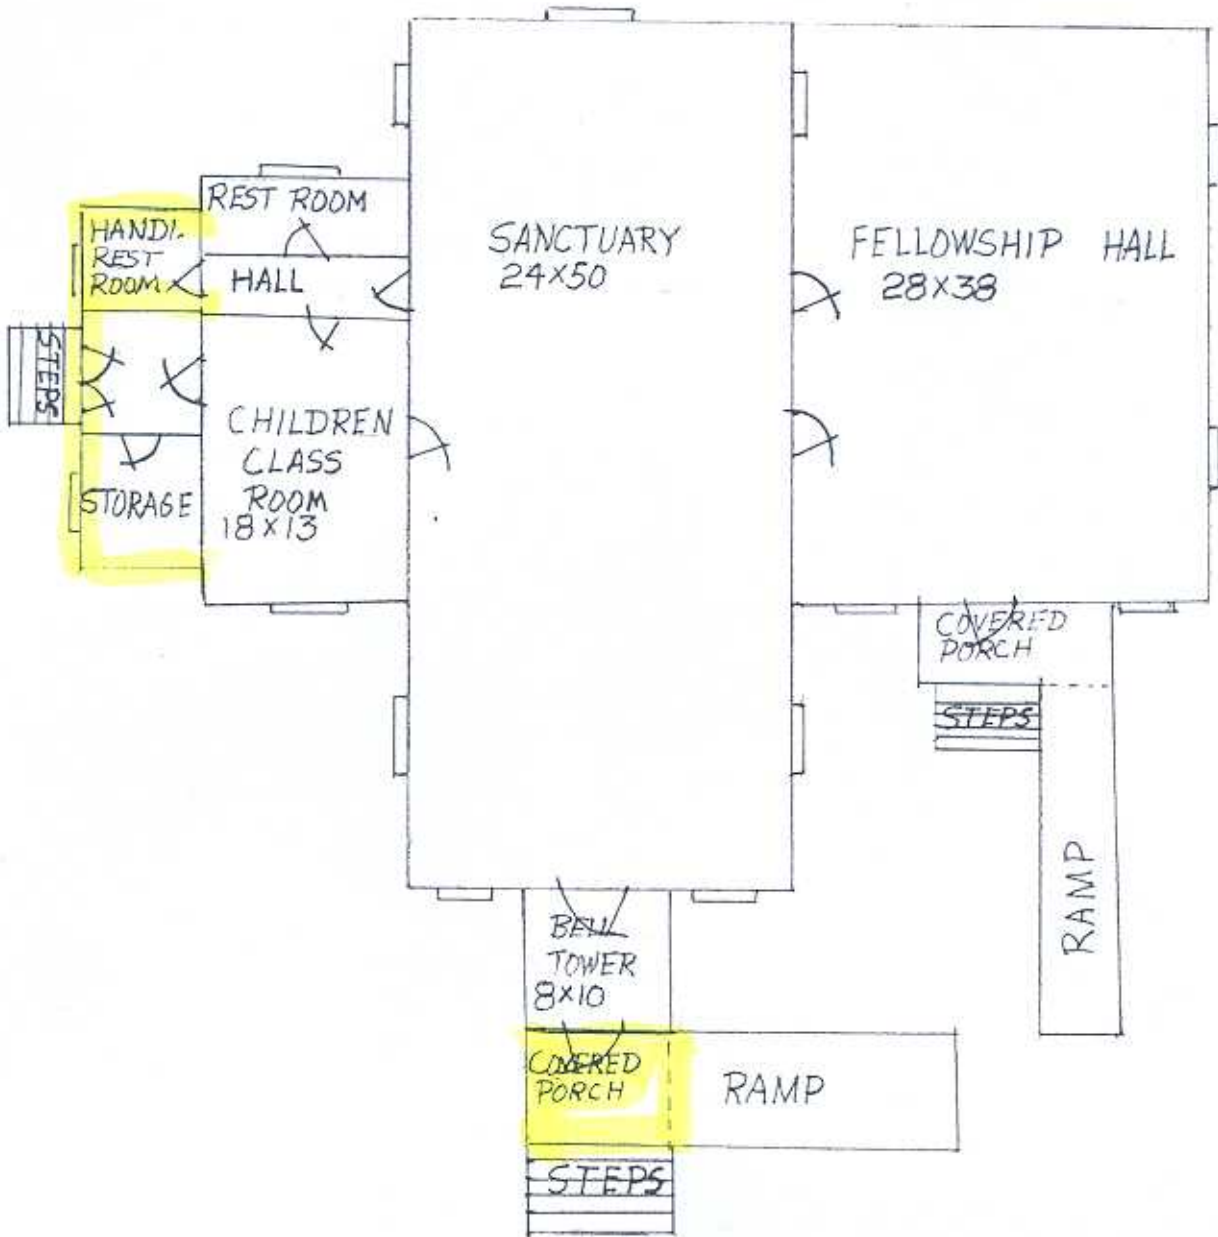 REST ROOM
HANDI.
REST
ROOM
HALL
STEPS
STORAGE
CHILDREN
CLASS
ROOM
18X13
SANCTUARY
24X50
FELLOWSHIP HALL
28X38
COVERED
PORCH
STEPS
RAMP
BELL
TOWER
8X10
COVERED
PORCH
RAMP
STEPS